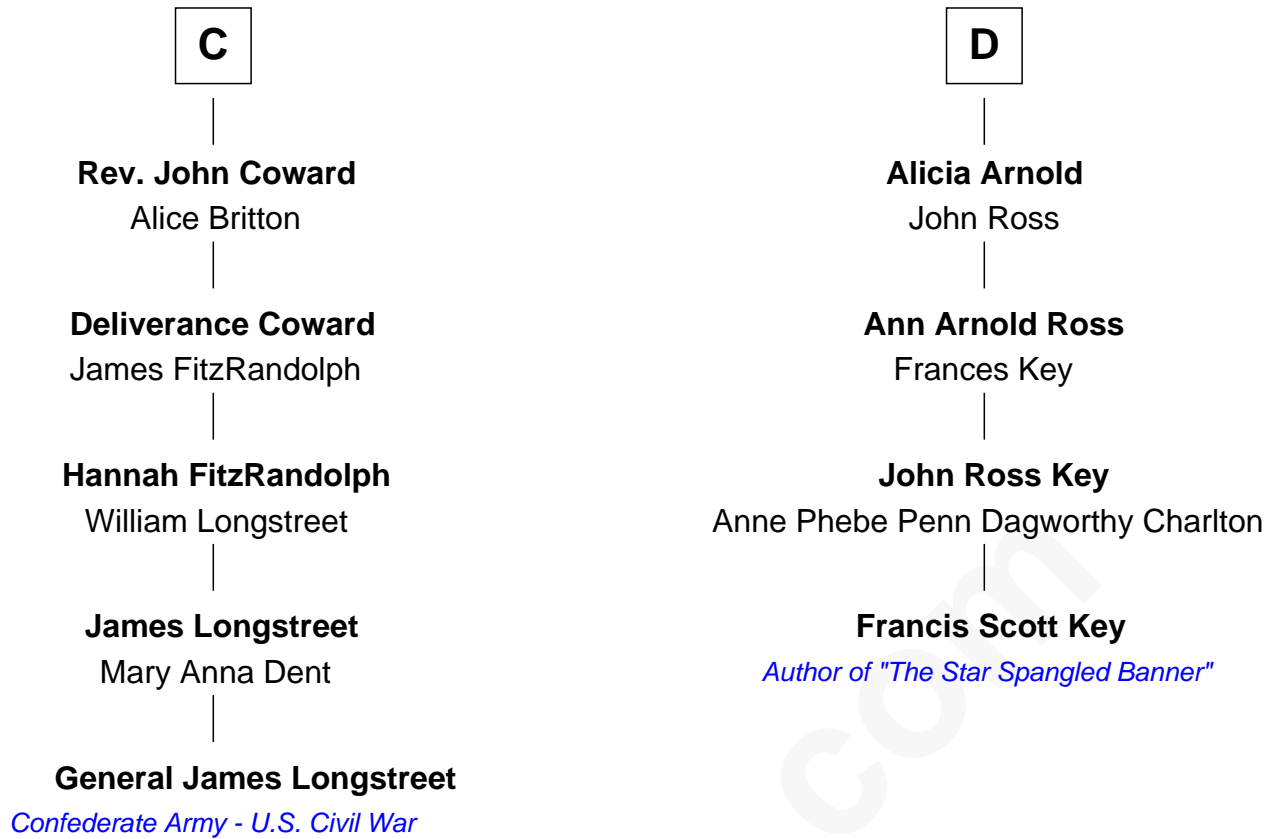 C
Rev. John Coward
Alice Britton
Deliverance Coward
James FitzRandolph
Hannah FitzRandolph
William Longstreet
James Longstreet
Mary Anna Dent
General James Longstreet
Confederate Army - U.S. Civil War
D
Alicia Arnold
John Ross
Ann Arnold Ross
Frances Key
John Ross Key
Anne Phebe Penn Dagworthy Charlton
Francis Scott Key
Author of "The Star Spangled Banner"
com